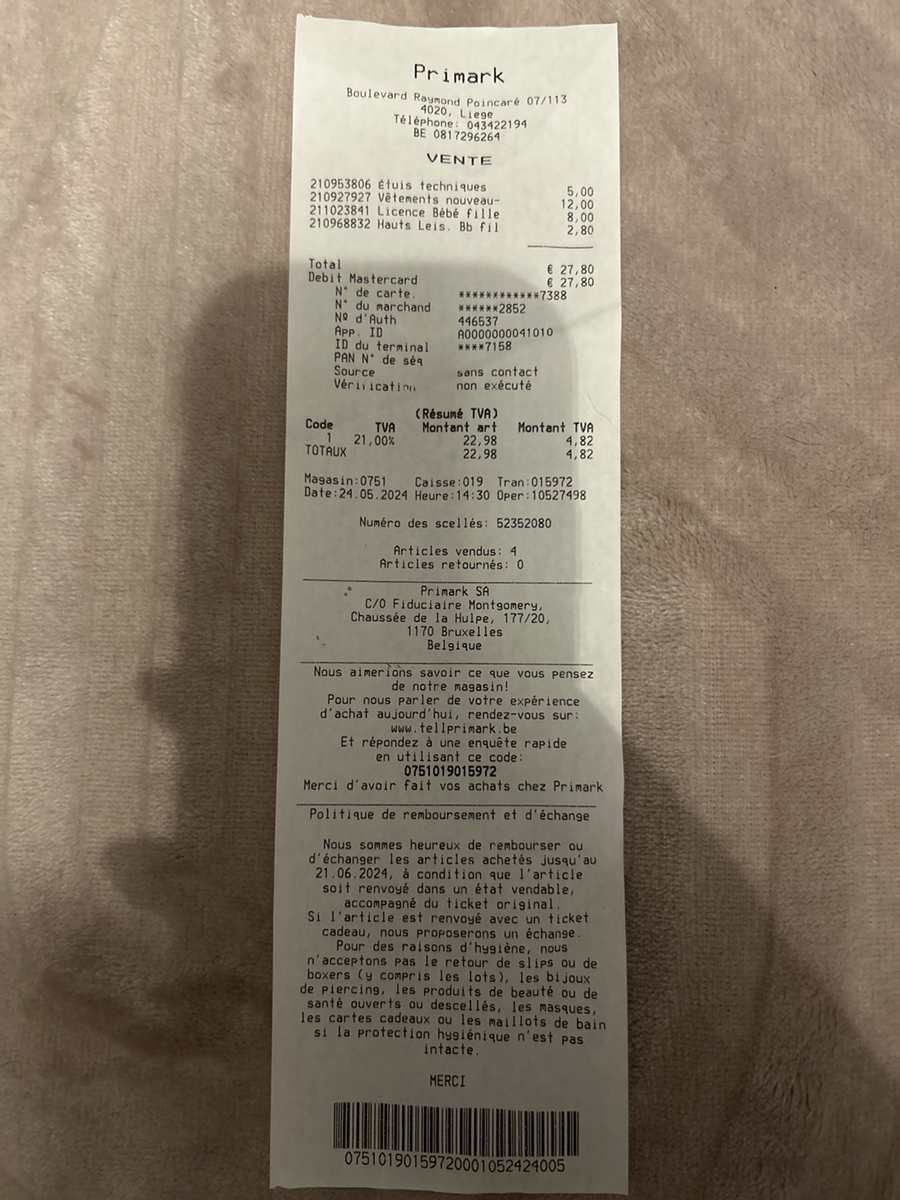 Primark
Boulevard Raymond Poincaré 07/113
4020, Liege
Téléphone: 043422194
BE 0817296264
VENTE
210953806 Étuis techniques 5,00
210927927 Vêtements nouveau- 12,00
211023841 Licence Bébé fille 8,00
210968832 Hauts Leis. Bb fil 2,80
Total € 27,80
Debit Mastercard € 27,80
N° de carte. ************7388
N° du marchand ******2852
Nº d'Auth 446537
App. ID A0000000041010
ID du terminal ****7158
PAN N° de séq
Source sans contact
Vérification non exécuté
(Résumé TVA)
Code TVA Montant art Montant TVA
1 21,00% 22,98 4,82
TOTAUX 22,98 4,82
Magasin:0751 Caisse:019 Tran:015972
Date:24.05.2024 Heure:14:30 Oper:10527498
Numéro des scellés: 52352080
Articles vendus: 4
Articles retournés: 0
Primark SA
C/O Fiduciaire Montgomery,
Chaussée de la Hulpe, 177/20,
1170 Bruxelles
Belgique
Nous aimerions savoir ce que vous pensez
de notre magasin!
Pour nous parler de votre expérience
d'achat aujourd'hui, rendez-vous sur:
www.tellprimark.be
Et répondez à une enquête rapide
en utilisant ce code:
0751019015972
Merci d'avoir fait vos achats chez Primark
Politique de remboursement et d'échange
Nous sommes heureux de rembourser ou
d'échanger les articles achetés jusqu'au
21.06.2024, à condition que l'article
soit renvoyé dans un état vendable,
accompagné du ticket original.
Si l'article est renvoyé avec un ticket
cadeau, nous proposerons un échange.
Pour des raisons d'hygiène, nous
n'acceptons pas le retour de slips ou de
boxers (y compris les lots), les bijoux
de piercing, les produits de beauté ou de
santé ouverts ou descellés, les masques,
les cartes cadeaux ou les maillots de bain
si la protection hygiénique n'est pas
intacte.
MERCI
07510190159720001052424005